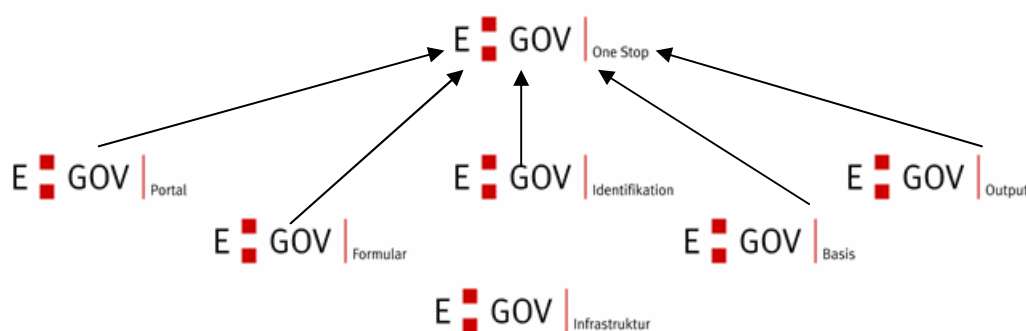 E GOV One Stop
E GOV Portal
E GOV Identifikation
E GOV Output
E GOV Formular
E GOV Basis
E GOV Infrastruktur